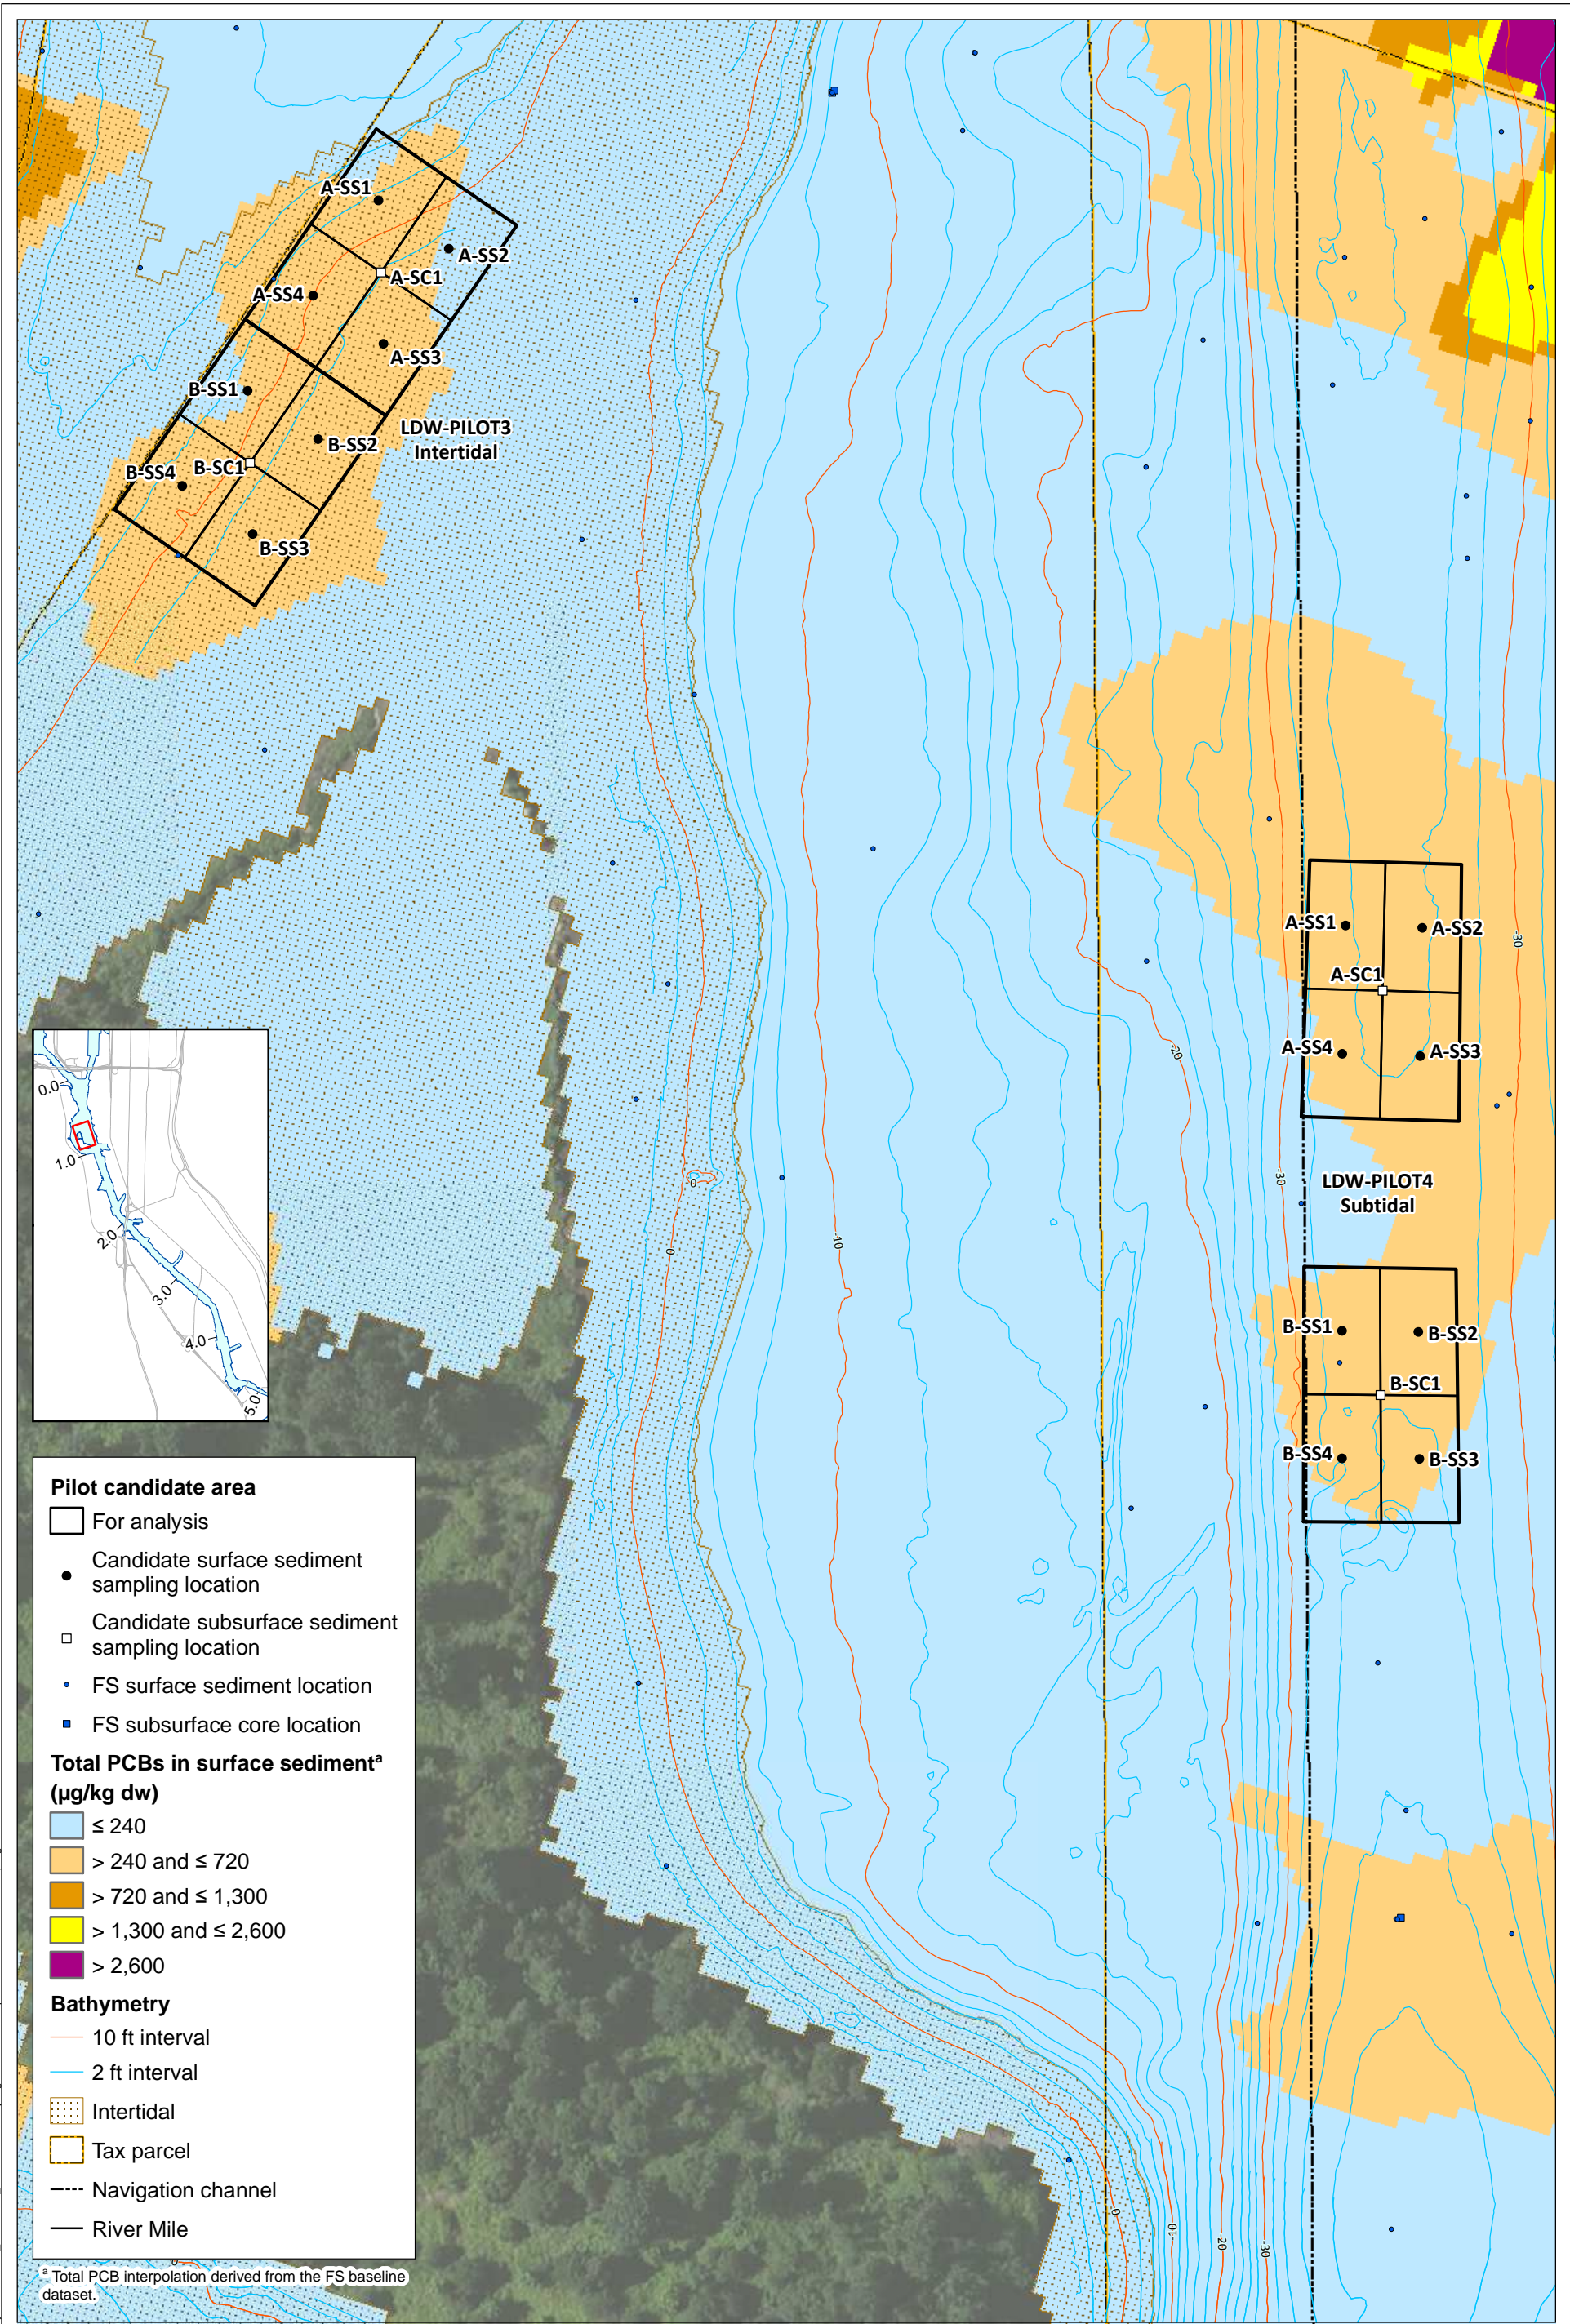 A-SS1
A-SS2
A-SC1
A-SS4
A-SS3
B-SS1
LDW-PILOT3
Intertidal
B-SS2
B-SS4
B-SC1
B-SS3
A-SS1
A-SS2
-30
A-SC1
A-SS4
A-SS3
-20
-30
LDW-PILOT4
Subtidal
0
0
-10
B-SS1
B-SS2
B-SC1
B-SS4
B-SS3
0.0
1.0
2.0
3.0
4.0
5.0
Pilot candidate area
For analysis
Candidate surface sediment
sampling location
Candidate subsurface sediment
sampling location
FS surface sediment location
FS subsurface core location
Total PCBs in surface sedimentᵃ
(µg/kg dw)
≤ 240
> 240 and ≤ 720
> 720 and ≤ 1,300
> 1,300 and ≤ 2,600
> 2,600
Bathymetry
10 ft interval
2 ft interval
Intertidal
Tax parcel
Navigation channel
River Mile
0
-10
-20
-30
0
ᵃ Total PCB interpolation derived from the FS baseline
dataset.